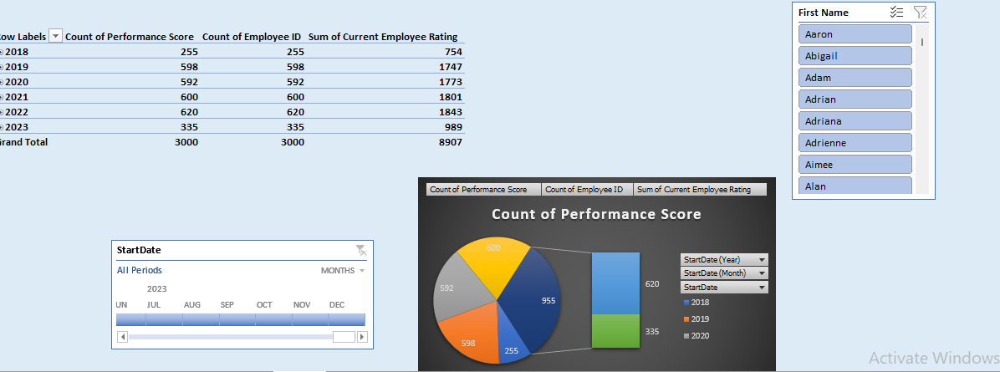 ow Labels Count of Performance Score Count of Employee ID Sum of Current Employee Rating
2018 255 255 754
2019 598 598 1747
2020 592 592 1773
2021 600 600 1801
2022 620 620 1843
2023 335 335 989
rand Total 3000 3000 8907
First Name
Aaron
Abigail
Adam
Adrian
Adriana
Adrienne
Aimee
Alan
StartDate
All Periods MONTHS
2023
UN JUL AUG SEP OCT NOV DEC
Count of Performance Score Count of Employee ID Sum of Current Employee Rating
Count of Performance Score
600
592
598
255
955
620
335
StartDate (Year)
StartDate (Month)
StartDate
2018
2019
2020
Activate Windows